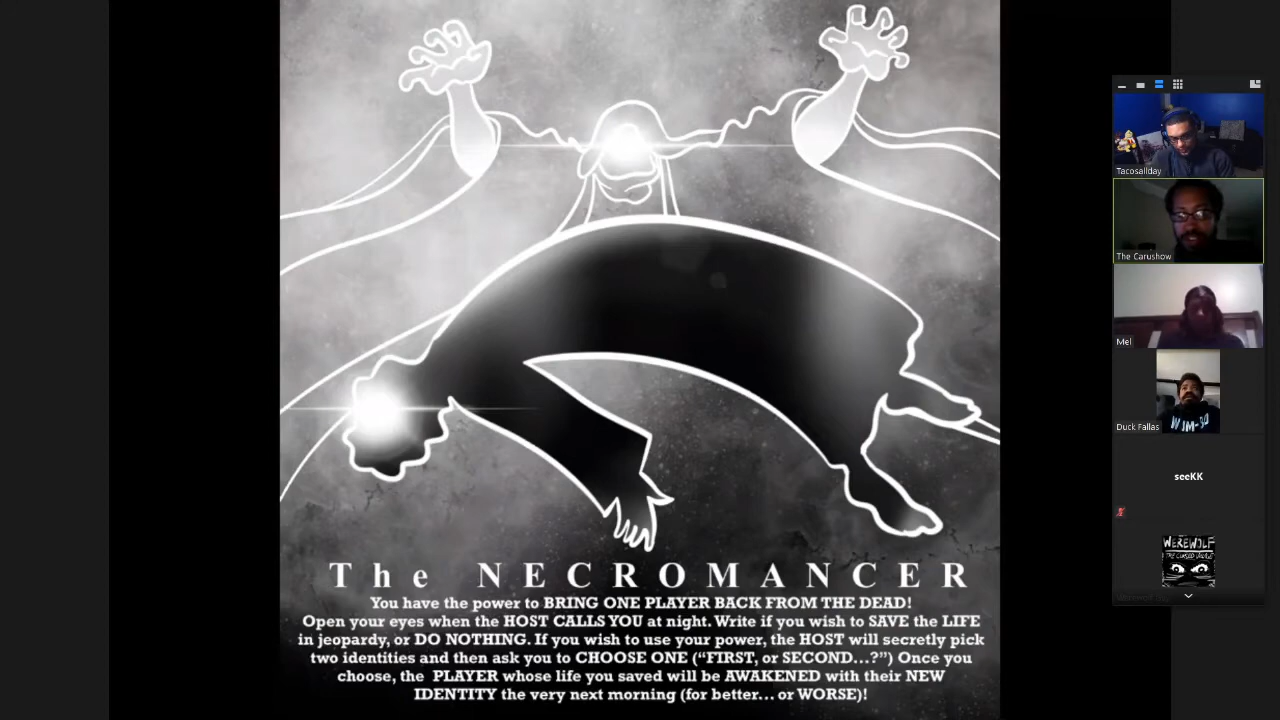 The NECROMANCER
You have the power to BRING ONE PLAYER BACK FROM THE DEAD!
Open your eyes when the HOST CALLS YOU at night. Write if you wish to SAVE the LIFE
in jeopardy, or DO NOTHING. If you wish to use your power, the HOST will secretly pick
two identities and then ask you to CHOOSE ONE (“FIRST, or SECOND...?”) Once you
choose, the PLAYER whose life you saved will be AWAKENED with their NEW
IDENTITY the very next morning (for better... or WORSE)!
Tacosallday
The Carushow
Mel
Duck Fallas
seeKK
WEREWOLF